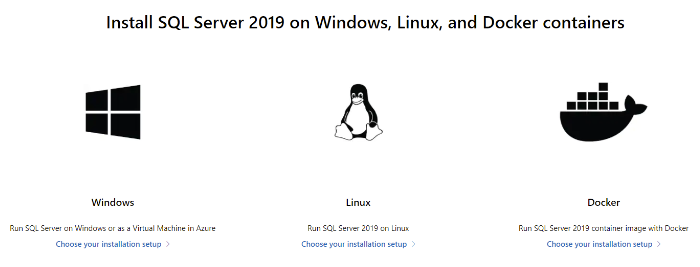 Install SQL Server 2019 on Windows, Linux, and Docker containers
Windows
Linux
Docker
Run SQL Server on Windows or as a Virtual Machine in Azure
Run SQL Server 2019 on Linux
Run SQL Server 2019 container image with Docker
Choose your installation setup
Choose your installation setup
Choose your installation setup